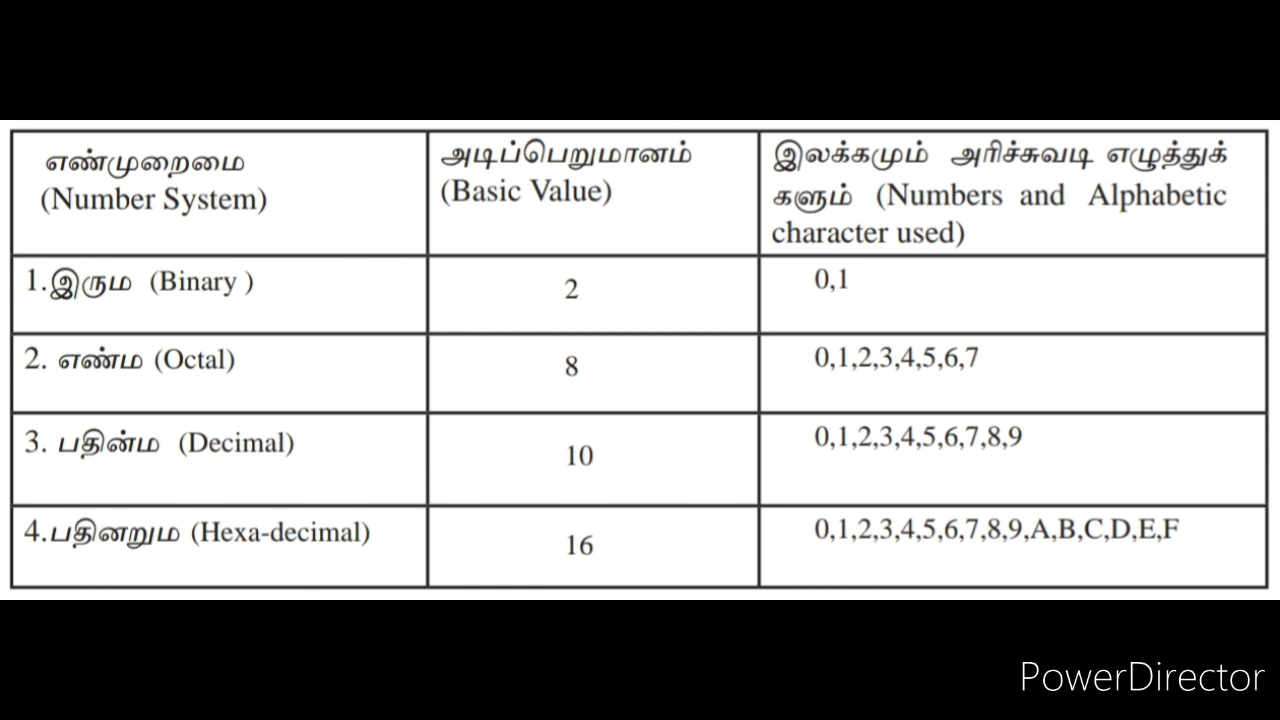 எண்முறைமை
(Number System)
அடிப்பெறுமானம்
(Basic Value)
இலக்கமும் அரிச்சுவடி எழுத்துக்
களும் (Numbers and Alphabetic
character used)
1.இரும (Binary )
2
0,1
2. எண்ம (Octal)
8
0,1,2,3,4,5,6,7
3. பதின்ம (Decimal)
10
0,1,2,3,4,5,6,7,8,9
4.பதினறும (Hexa-decimal)
16
0,1,2,3,4,5,6,7,8,9,A,B,C,D,E,F
PowerDirector